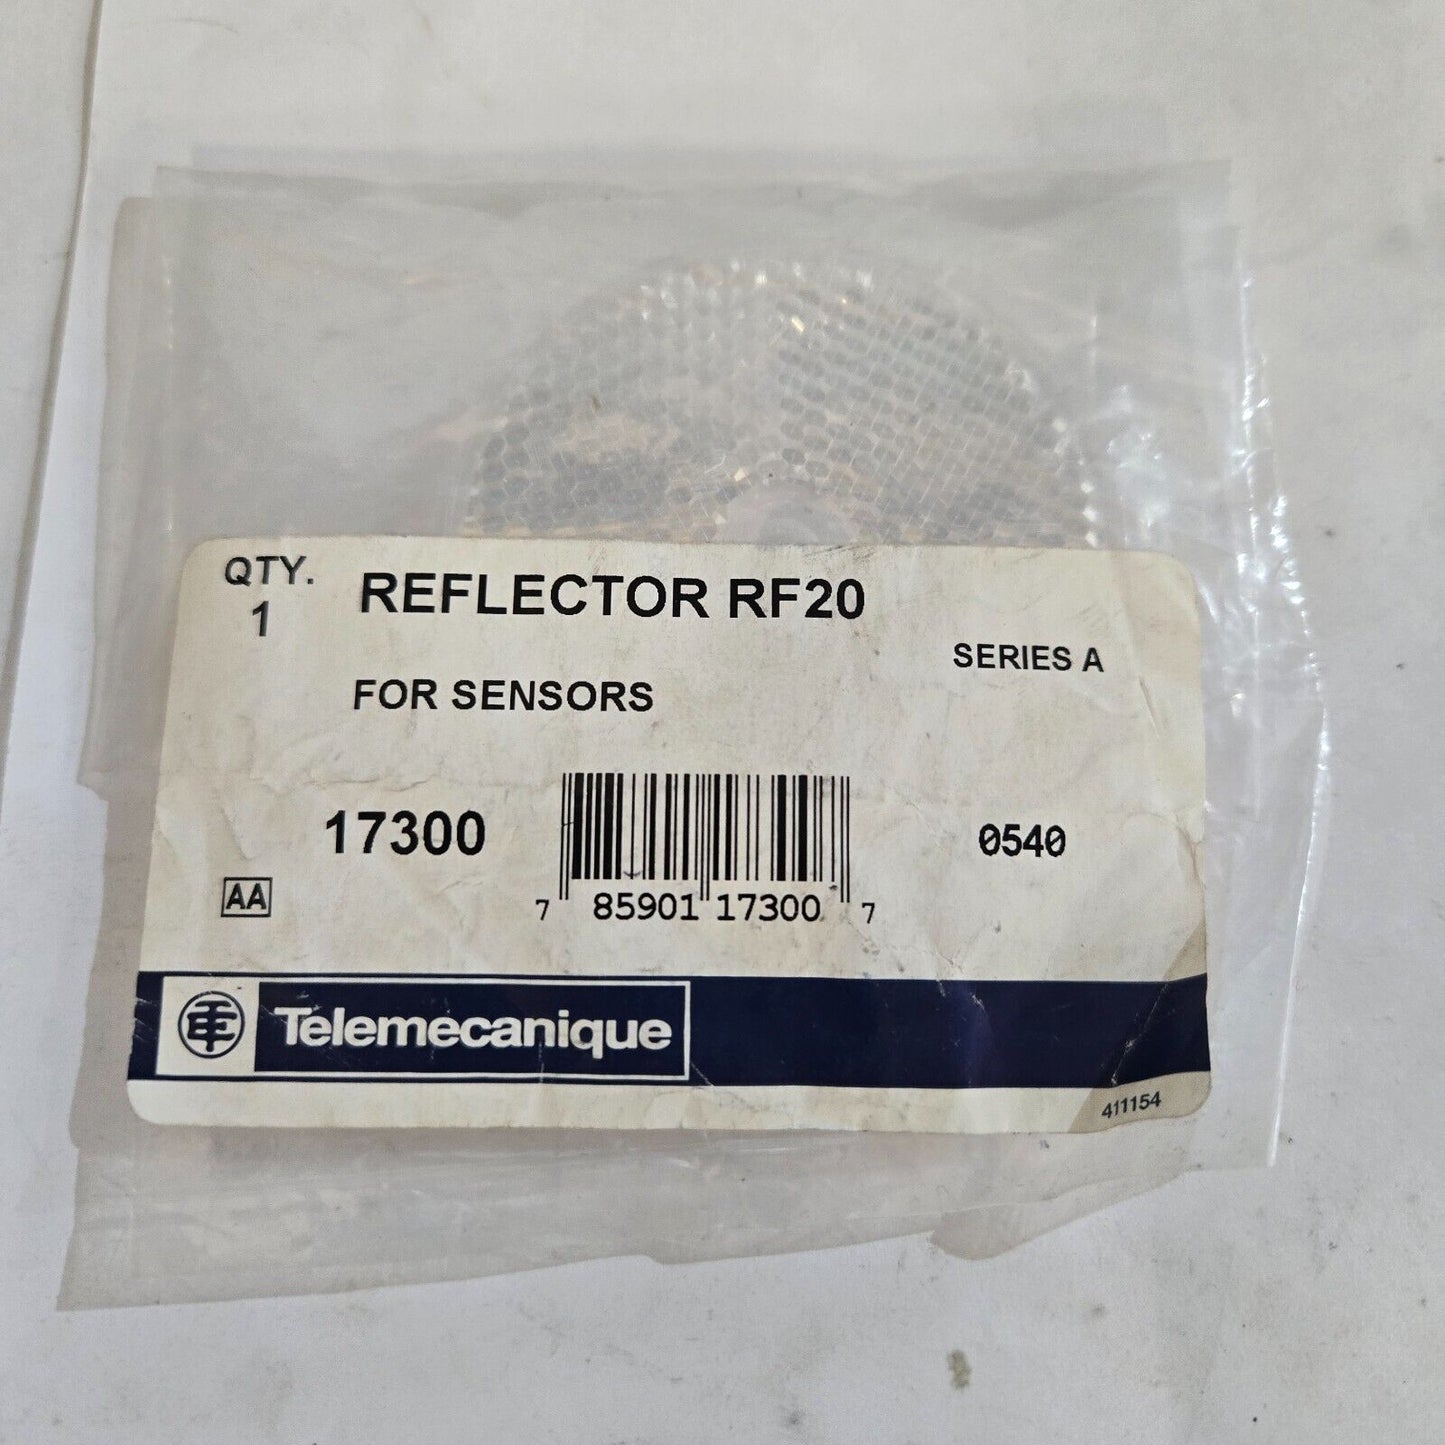 QTY.
1
REFLECTOR RF20
SERIES A
FOR SENSORS
17300
0540
AA
7 85901 17300 7
Telemecanique
411154